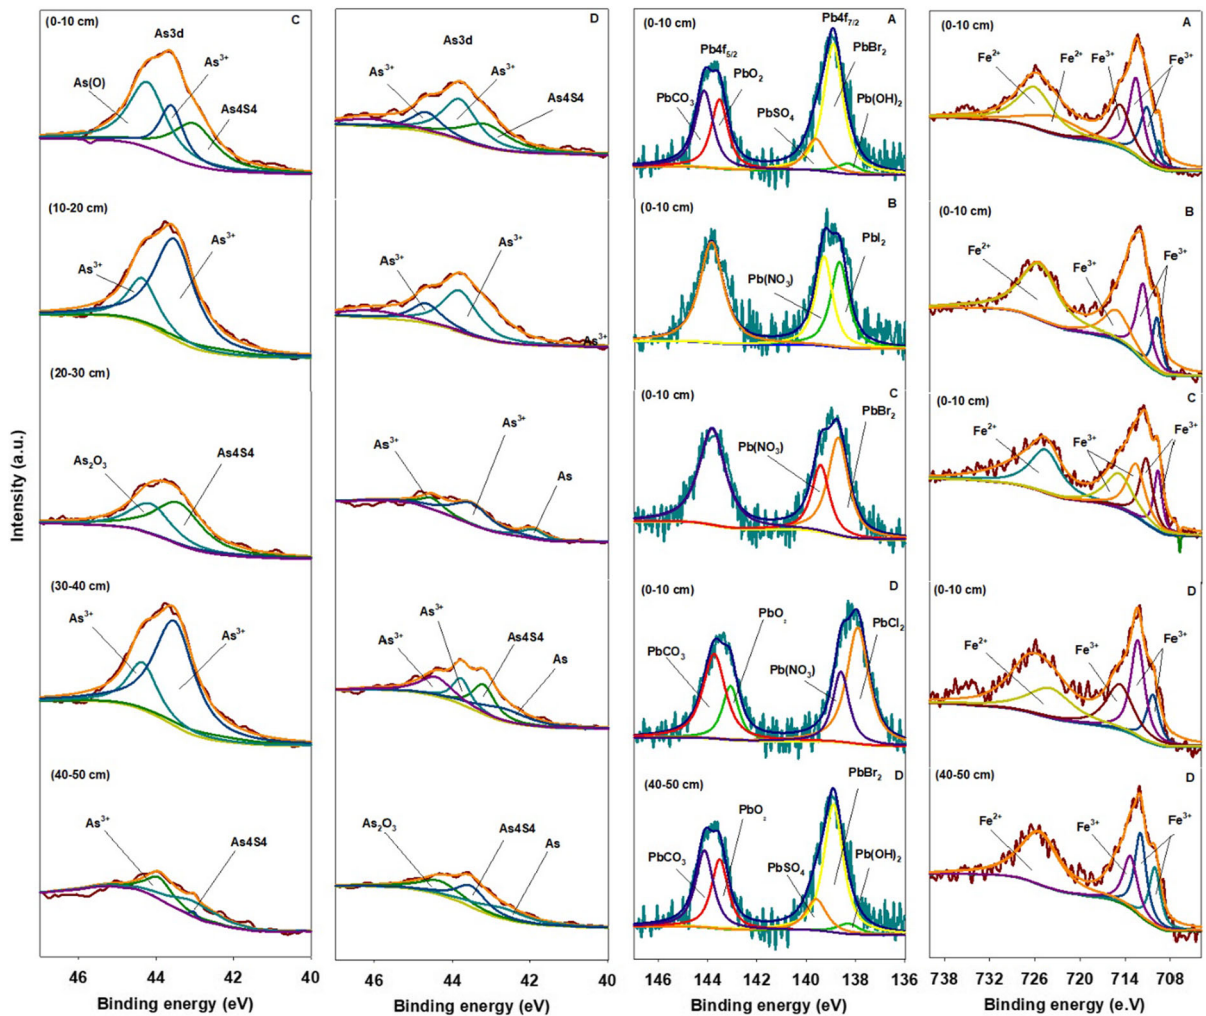 Intensity (a.u.)
(0-10 cm)
C
As3d
As³⁺
As(O)
As4S4
(10-20 cm)
As³⁺
As³⁺
(20-30 cm)
As₂O₃
As4S4
(30-40 cm)
As³⁺
As³⁺
(40-50 cm)
As³⁺
As4S4
46 44 42 40
Binding energy (eV)
D
As3d
As³⁺
As³⁺
As4S4
As³⁺
As³⁺
As³⁺
As³⁺
As³⁺
As
As³⁺
As³⁺
As4S4
As
As₂O₃
As4S4
As
46 44 42 40
Binding energy (eV)
(0-10 cm)
Pb4f₇/₂
A
Pb4f₅/₂
PbBr₂
PbO₂
PbCO₃
Pb(OH)₂
PbSO₄
(0-10 cm)
B
PbI₂
Pb(NO₃)
(0-10 cm)
C
PbBr₂
Pb(NO₃)
(0-10 cm)
D
PbO₂
PbCl₂
PbCO₃
Pb(NO₃)
(40-50 cm)
PbBr₂
D
PbO₂
PbCO₃
PbSO₄
Pb(OH)₂
146 144 142 140 138 136
Binding energy (eV)
(0-10 cm)
A
Fe²⁺
Fe²⁺
Fe³⁺
Fe³⁺
(0-10 cm)
B
Fe²⁺
Fe³⁺
Fe³⁺
(0-10 cm)
C
Fe²⁺
Fe³⁺
Fe³⁺
(0-10 cm)
D
Fe²⁺
Fe³⁺
Fe³⁺
(40-50 cm)
D
Fe²⁺
Fe³⁺
Fe³⁺
738 732 726 720 714 708
Binding energy (e.V)